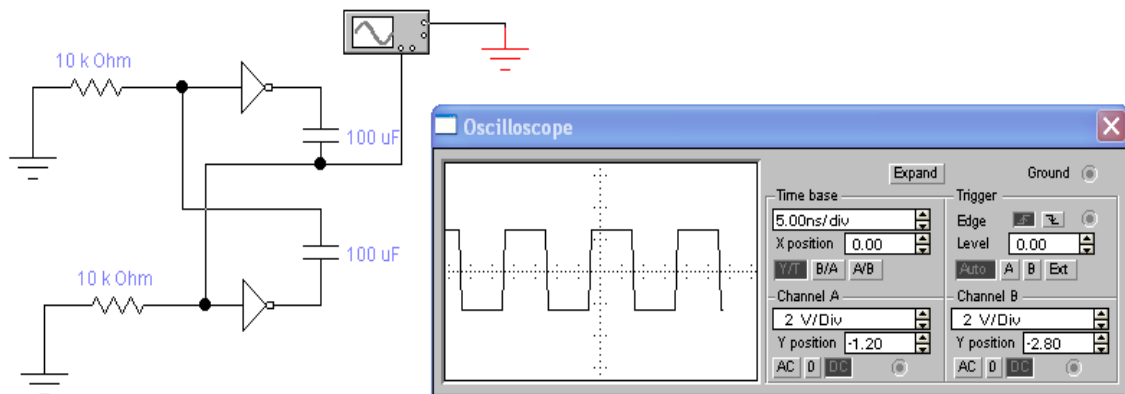 10 k Ohm
100 uF
10 k Ohm
100 uF
Oscilloscope
Expand
Ground
Time base
5.00ns/div
X position 0.00
Y/T B/A A/B
Trigger
Edge
Level 0.00
Auto A B Ext
Channel A
2 V/Div
Y position -1.20
AC 0 DC
Channel B
2 V/Div
Y position -2.80
AC 0 DC